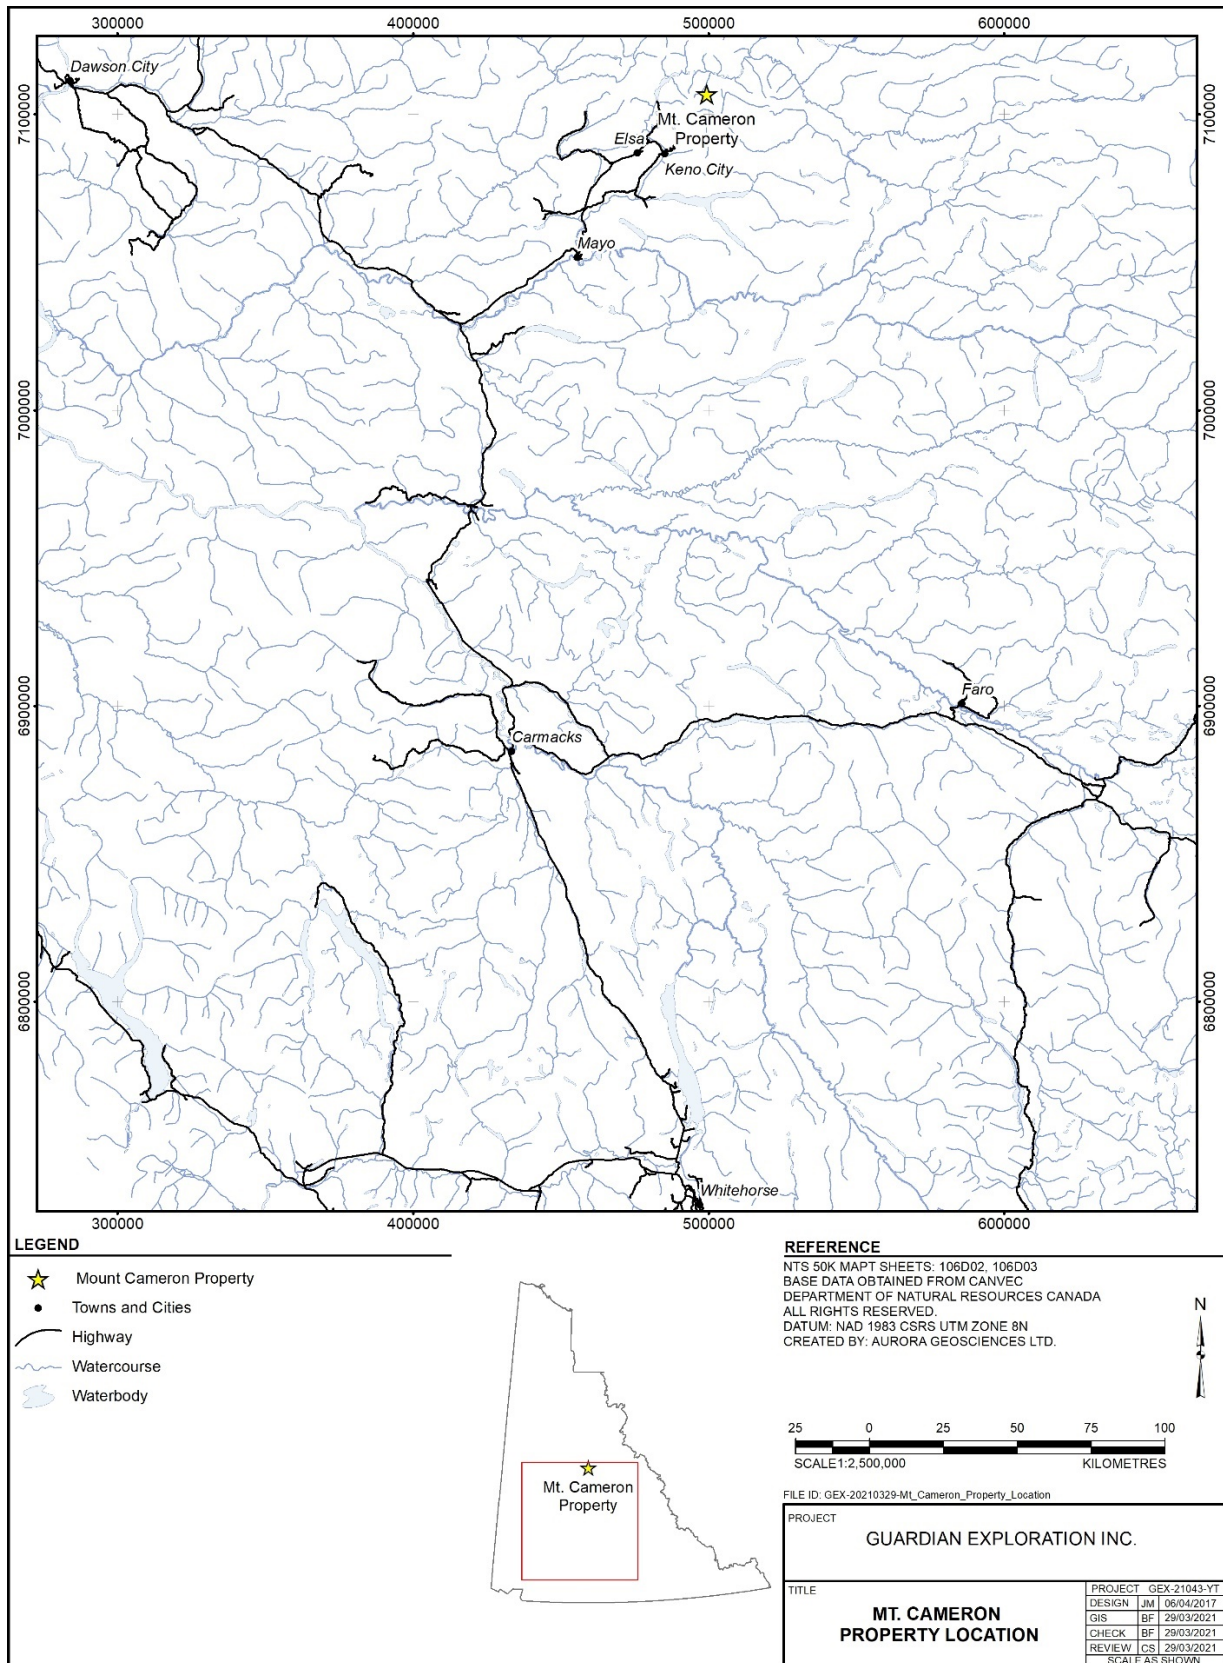 300000
400000
500000
600000
Dawson City
7100000
7100000
Mt. Cameron
Property
Elsa
Keno City
Mayo
7000000
7000000
Faro
6900000
6900000
Carmacks
6800000
6800000
Whitehorse
300000
400000
500000
600000
LEGEND
Mount Cameron Property
Towns and Cities
Highway
Watercourse
Waterbody
Mt. Cameron
Property
REFERENCE
NTS 50K MAPT SHEETS: 106D02, 106D03
BASE DATA OBTAINED FROM CANVEC
DEPARTMENT OF NATURAL RESOURCES CANADA
ALL RIGHTS RESERVED.
DATUM: NAD 1983 CSRS UTM ZONE 8N
CREATED BY: AURORA GEOSCIENCES LTD.
N
25 0 25 50 75 100
SCALE1:2,500,000 KILOMETRES
FILE ID: GEX-20210329-Mt_Cameron_Property_Location
PROJECT
GUARDIAN EXPLORATION INC.
TITLE
MT. CAMERON
PROPERTY LOCATION
PROJECT GEX-21043-YT
DESIGN JM 06/04/2017
GIS BF 29/03/2021
CHECK BF 29/03/2021
REVIEW CS 29/03/2021
SCALE AS SHOWN